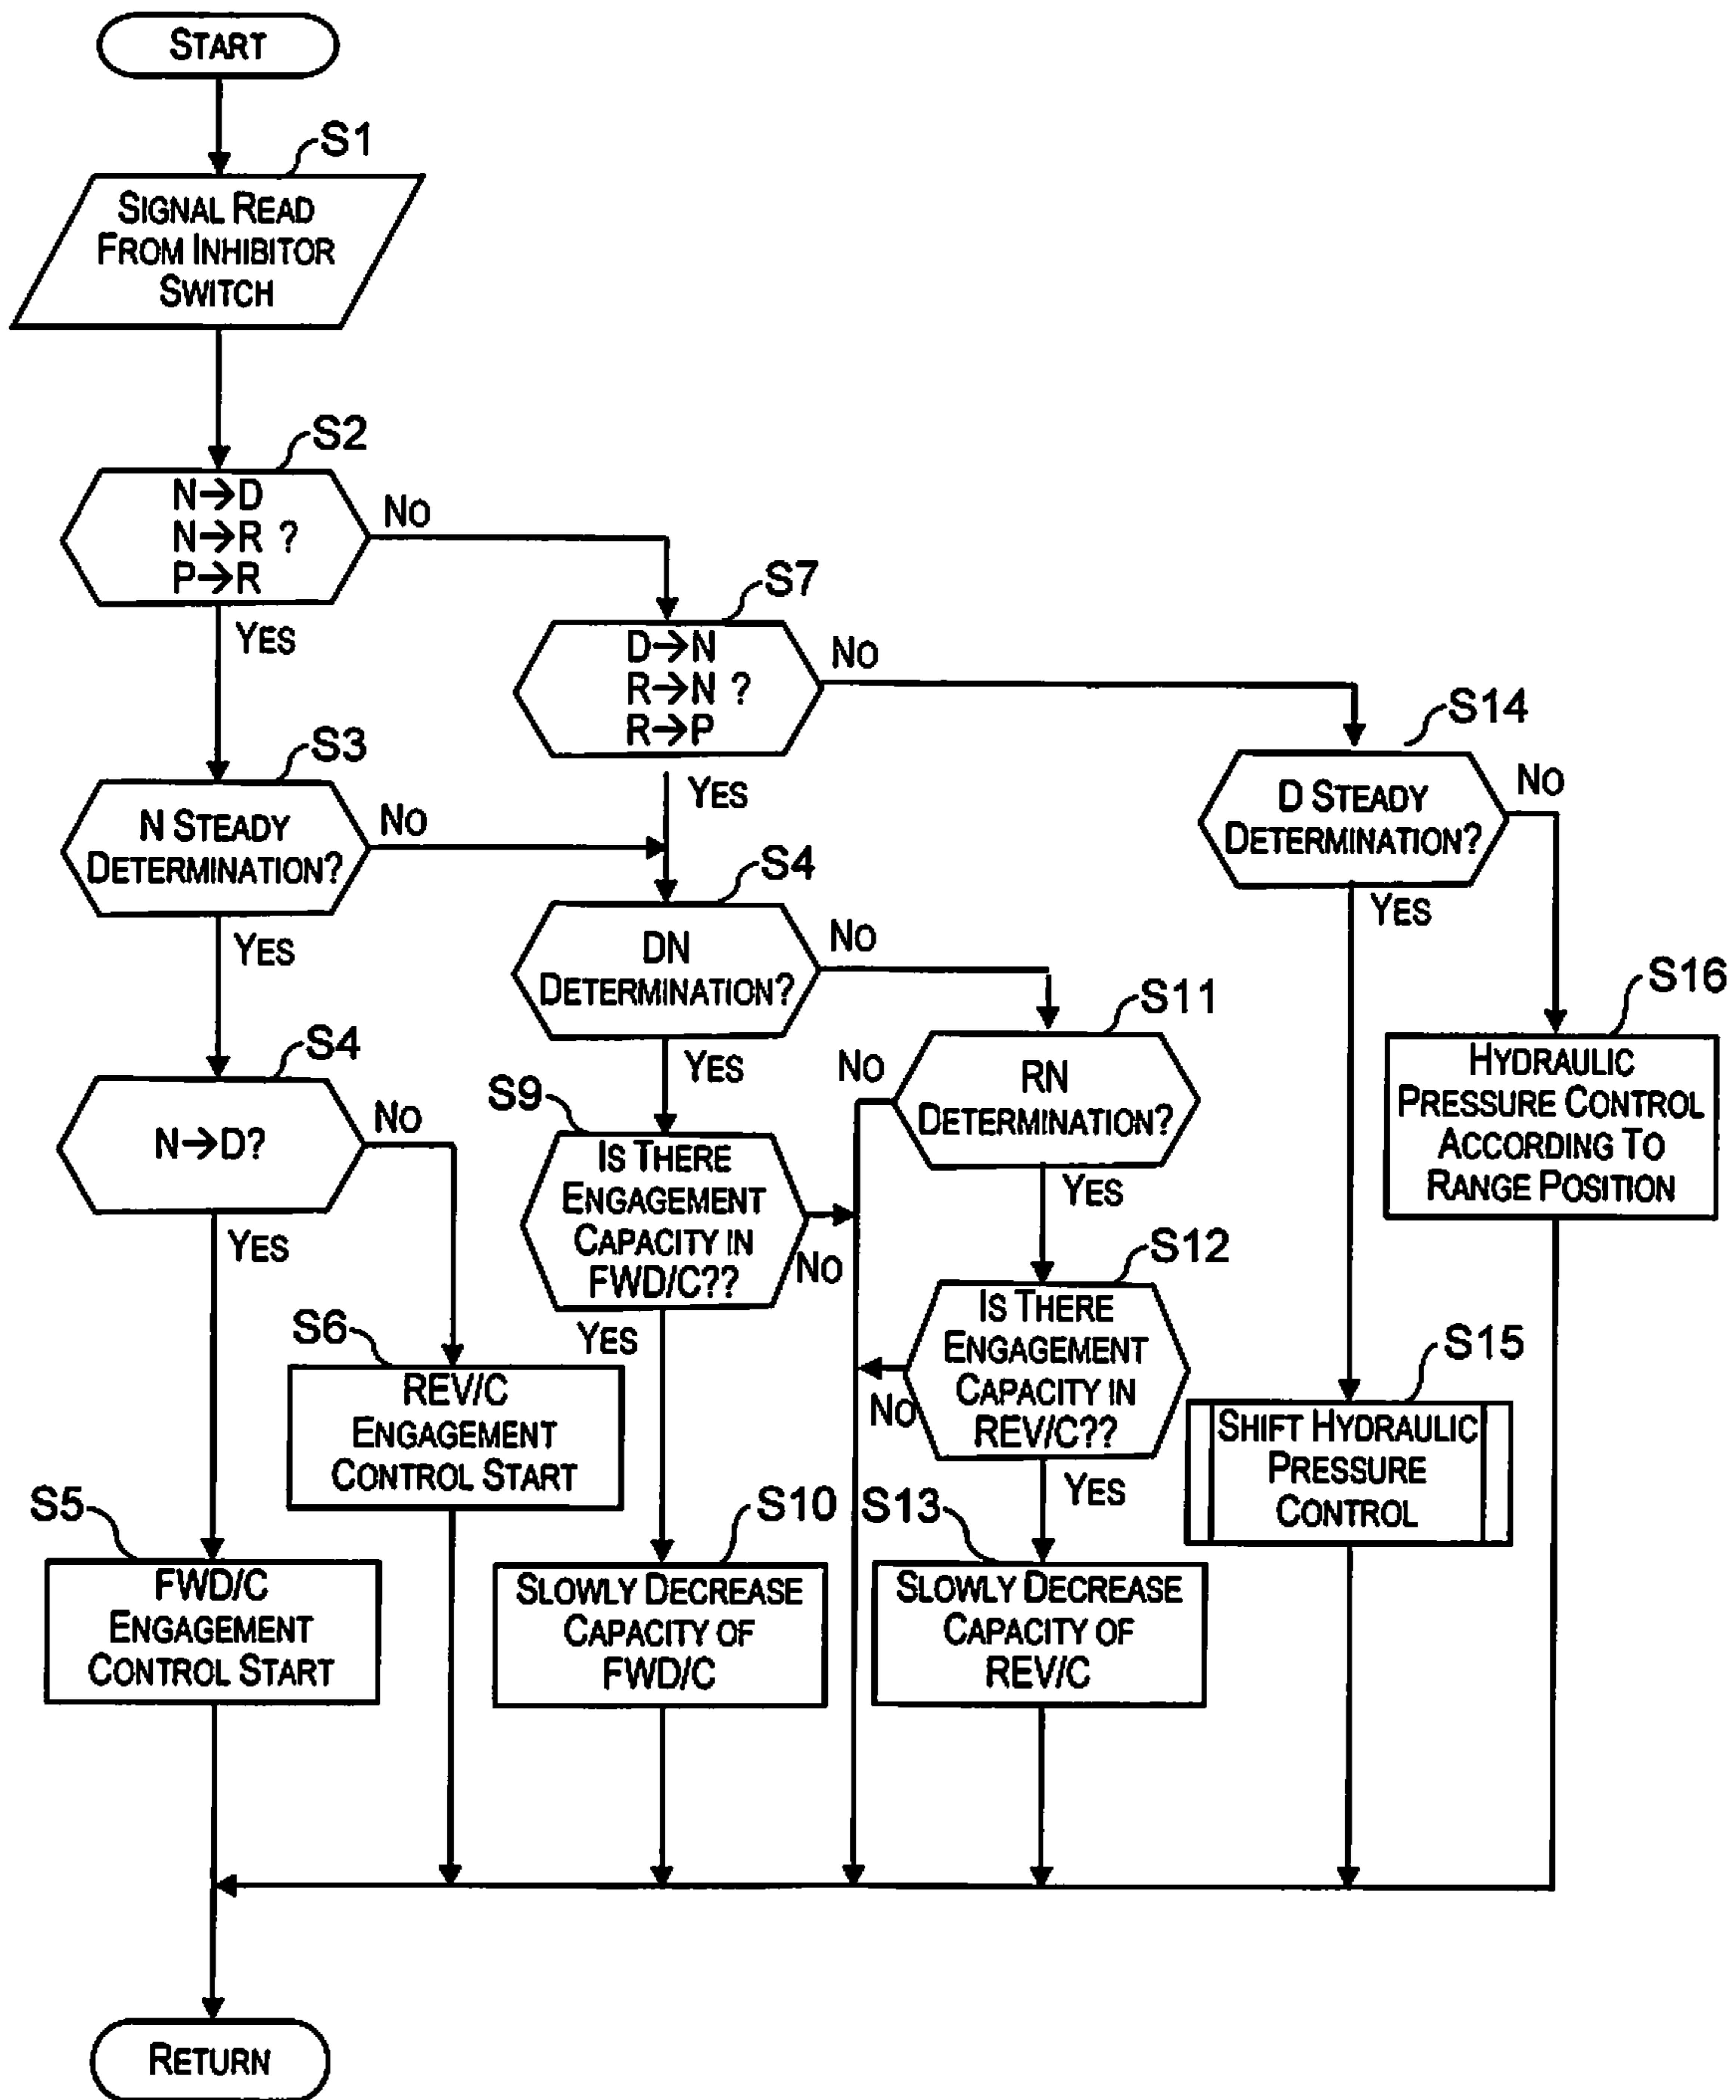 START
S1
SIGNAL READ
FROM INHIBITOR
SWITCH
S2
N→D
N→R ?
P→R
NO
YES
S7
D→N
R→N ?
R→P
NO
YES
S3
N STEADY
DETERMINATION?
NO
YES
S14
D STEADY
DETERMINATION?
NO
YES
S4
DN
DETERMINATION?
NO
YES
S11
RN
DETERMINATION?
NO
YES
S16
HYDRAULIC
PRESSURE CONTROL
ACCORDING TO
RANGE POSITION
S4
N→D?
NO
YES
S9
IS THERE
ENGAGEMENT
CAPACITY IN
FWD/C??
NO
YES
S12
IS THERE
ENGAGEMENT
CAPACITY IN
REV/C??
NO
YES
S6
REV/C
ENGAGEMENT
CONTROL START
S15
SHIFT HYDRAULIC
PRESSURE
CONTROL
S5
FWD/C
ENGAGEMENT
CONTROL START
S10
SLOWLY DECREASE
CAPACITY OF
FWD/C
S13
SLOWLY DECREASE
CAPACITY OF
REV/C
RETURN